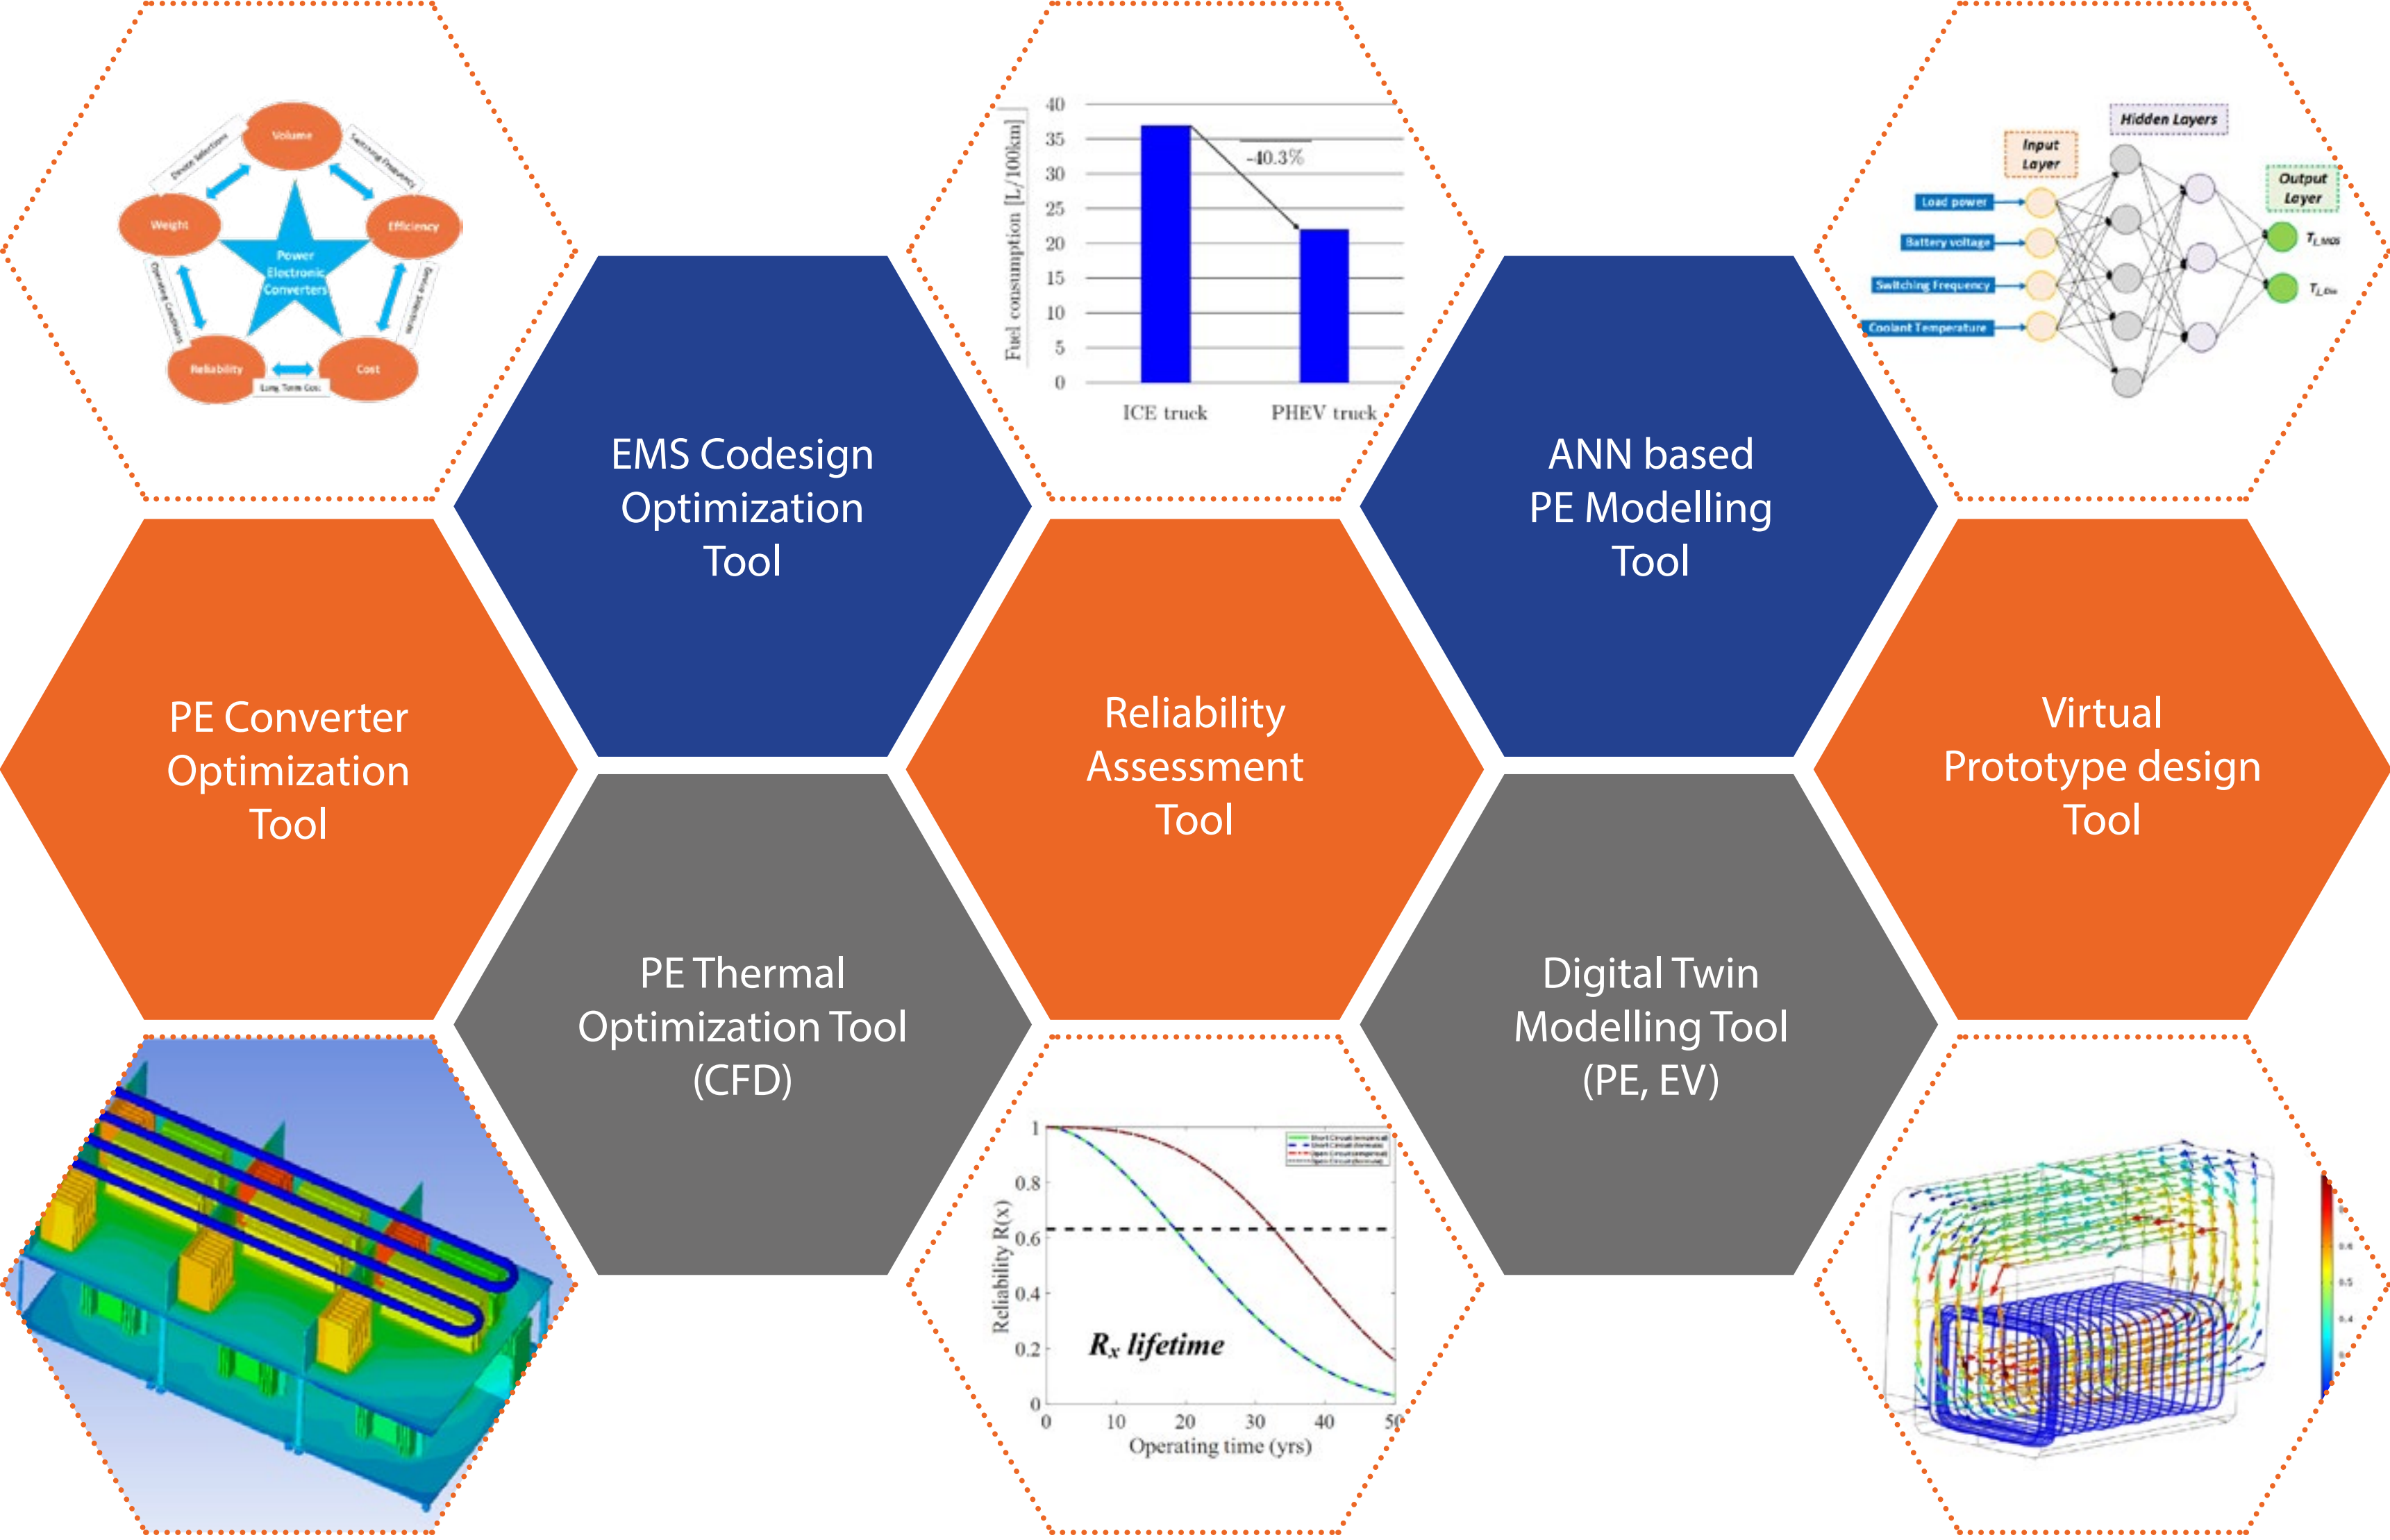 Volume
Device Selections
Switching Frequency
Weight
Efficiency
Power
Electronic
Converters
Operating Conditions
Reliability
Cost
Long Term Cost
Fuel consumption [L/100km]
40
35
30
25
20
15
10
5
0
-40.3%
ICE truck
PHEV truck
Hidden Layers
Input
Layer
Output
Layer
Load power
Battery voltage
Switching Frequency
Coolant Temperature
EMS Codesign
Optimization
Tool
ANN based
PE Modelling
Tool
PE Converter
Optimization
Tool
Reliability
Assessment
Tool
Virtual
Prototype design
Tool
PE Thermal
Optimization Tool
(CFD)
Digital Twin
Modelling Tool
(PE, EV)
Reliability R(x)
1
0.8
0.6
0.4
0.2
0
Rx lifetime
0 10 20 30 40
Operating time (yrs)